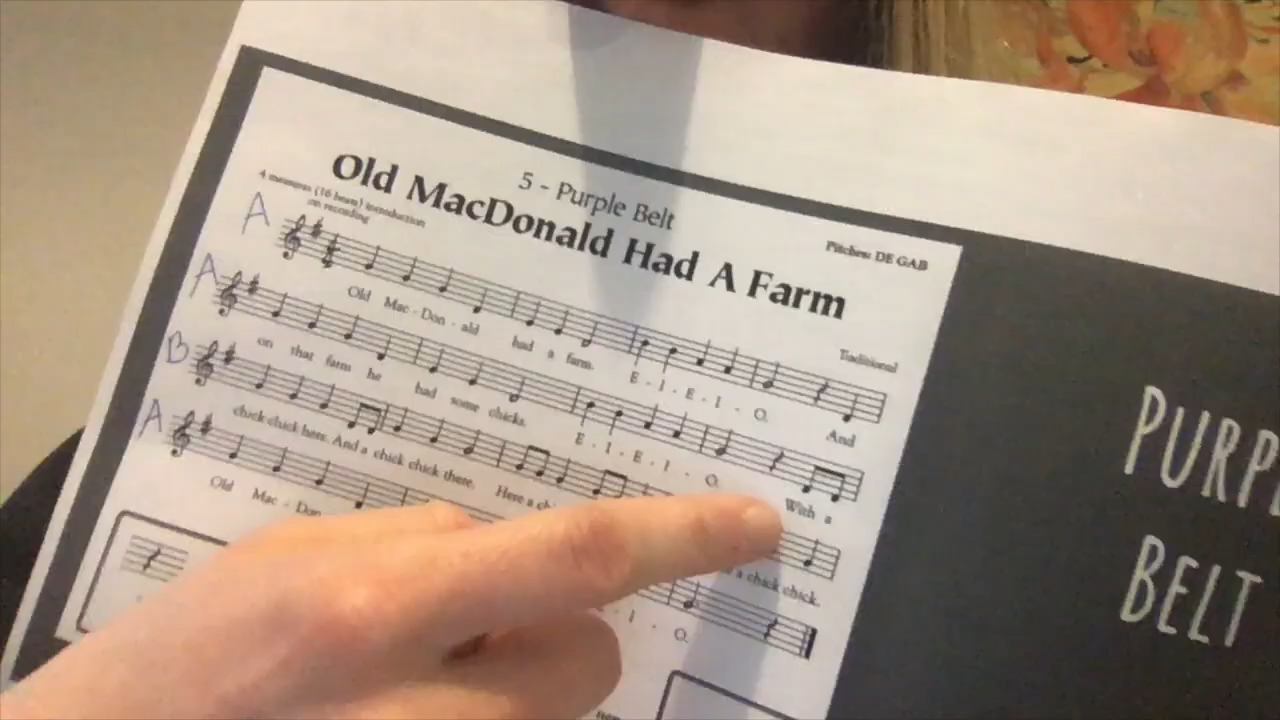 5 - Purple Belt
Old MacDonald Had A Farm
4 measures (16 beats) introduction
on recording
Pitches: DE GAB
Traditional
A
Old Mac - Don - ald had a farm. E - I - E - I - O. And
A
on that farm he had some chicks. E - I - E - I - O. With a
B
chick chick here. And a chick chick there. Here a a chick chick.
A
Old Mac - Don I - O.
PURPLE
BELT